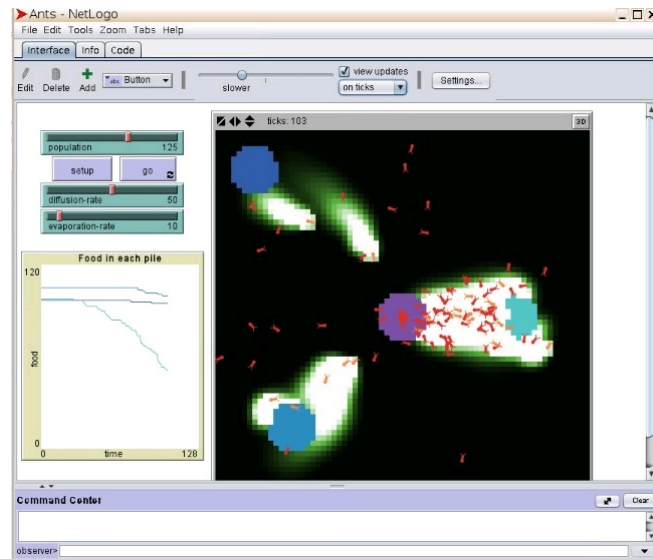 Ants - NetLogo
File Edit Tools Zoom Tabs Help
Interface Info Code
Edit Delete Add Button slower view updates on ticks Settings...
population 125
setup go
diffusion-rate 50
evaporation-rate 10
Food in each pile
120
food
0
0 time 128
ticks: 103 3D
Command Center Clear
observer>